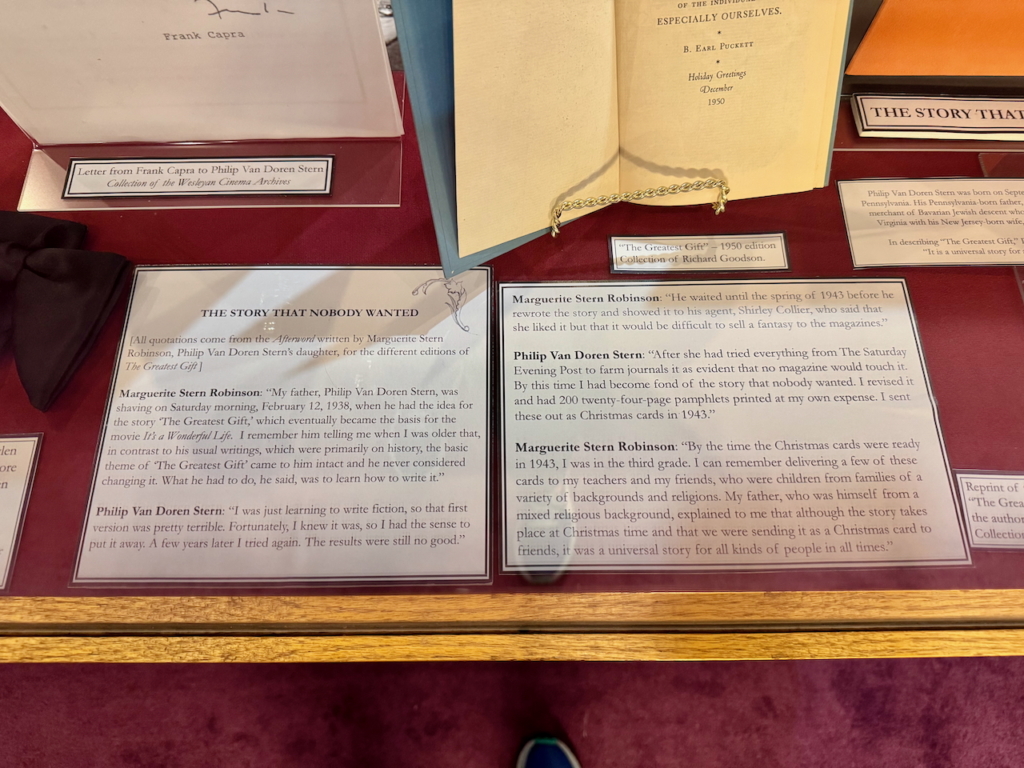 Frank Capra
Letter from Frank Capra to Philip Van Doren Stern
Collection of the Wesleyan Cinema Archives
OF THE INDIVIDUAL
ESPECIALLY OURSELVES.
B. EARL PUCKETT
Holiday Greetings
December
1950
"The Greatest Gift" – 1950 edition
Collection of Richard Goodson.
THE STORY THAT
Philip Van Doren Stern was born on Sept
Pennsylvania. His Pennsylvania-born father,
merchant of Bavarian Jewish descent who
Virginia with his New Jersey-born wife,
In describing "The Greatest Gift,"
"It is a universal story for
THE STORY THAT NOBODY WANTED
[All quotations come from the Afterword written by Marguerite Stern
Robinson, Philip Van Doren Stern's daughter, for the different editions of
The Greatest Gift]
Marguerite Stern Robinson: "My father, Philip Van Doren Stern, was
shaving on Saturday morning, February 12, 1938, when he had the idea for
the story 'The Greatest Gift,' which eventually became the basis for the
movie It's a Wonderful Life.  I remember him telling me when I was older that,
in contrast to his usual writings, which were primarily on history, the basic
theme of 'The Greatest Gift' came to him intact and he never considered
changing it. What he had to do, he said, was to learn how to write it."
Philip Van Doren Stern: "I was just learning to write fiction, so that first
version was pretty terrible. Fortunately, I knew it was, so I had the sense to
put it away. A few years later I tried again. The results were still no good."
Marguerite Stern Robinson: "He waited until the spring of 1943 before he
rewrote the story and showed it to his agent, Shirley Collier, who said that
she liked it but that it would be difficult to sell a fantasy to the magazines."
Philip Van Doren Stern: "After she had tried everything from The Saturday
Evening Post to farm journals it as evident that no magazine would touch it.
By this time I had become fond of the story that nobody wanted. I revised it
and had 200 twenty-four-page pamphlets printed at my own expense. I sent
these out as Christmas cards in 1943."
Marguerite Stern Robinson: "By the time the Christmas cards were ready
in 1943, I was in the third grade. I can remember delivering a few of these
cards to my teachers and my friends, who were children from families of a
variety of backgrounds and religions. My father, who was himself from a
mixed religious background, explained to me that although the story takes
place at Christmas time and that we were sending it as a Christmas card to
friends, it was a universal story for all kinds of people in all times."
Reprint of
"The Grea
the author
Collection